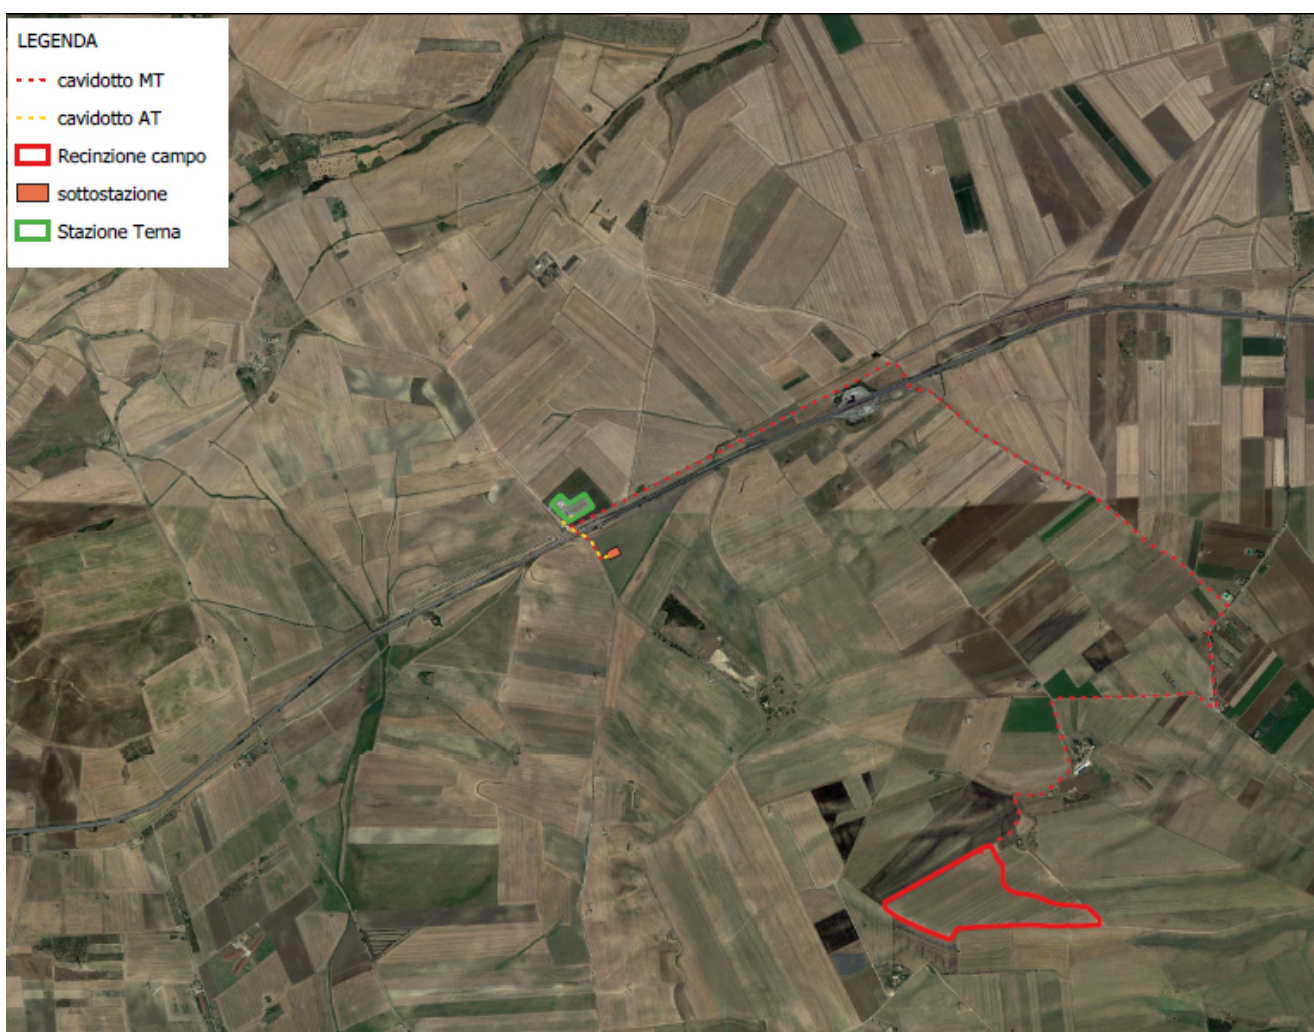 LEGENDA
cavidotto MT
cavidotto AT
Recinzione campo
sottostazione
Stazione Terna